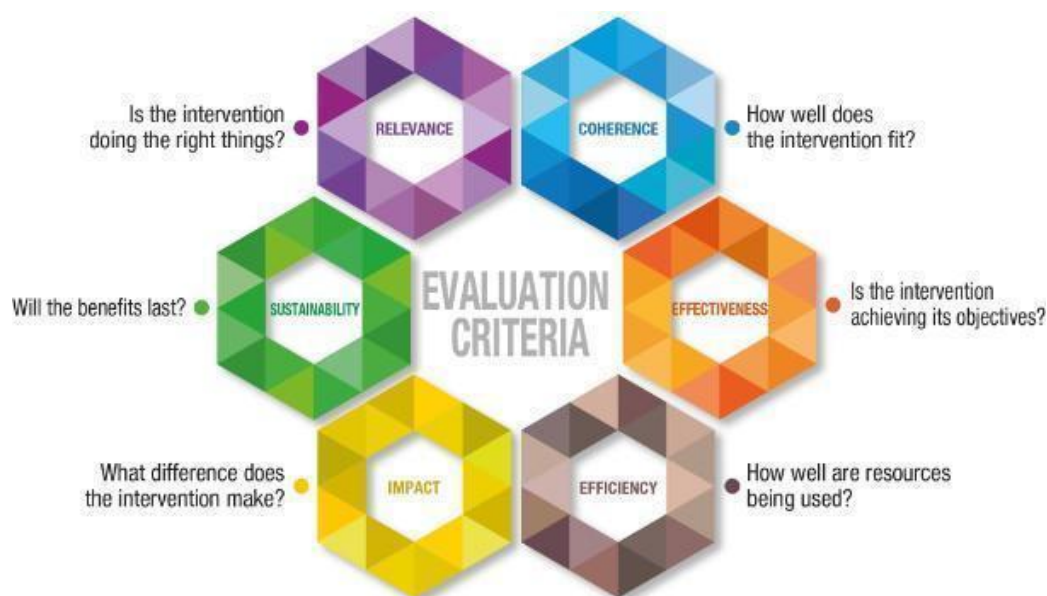 Is the intervention
doing the right things?
RELEVANCE
COHERENCE
How well does
the intervention fit?
Will the benefits last?
SUSTAINABILITY
EVALUATION
CRITERIA
EFFECTIVENESS
Is the intervention
achieving its objectives?
What difference does
the intervention make?
IMPACT
EFFICIENCY
How well are resources
being used?